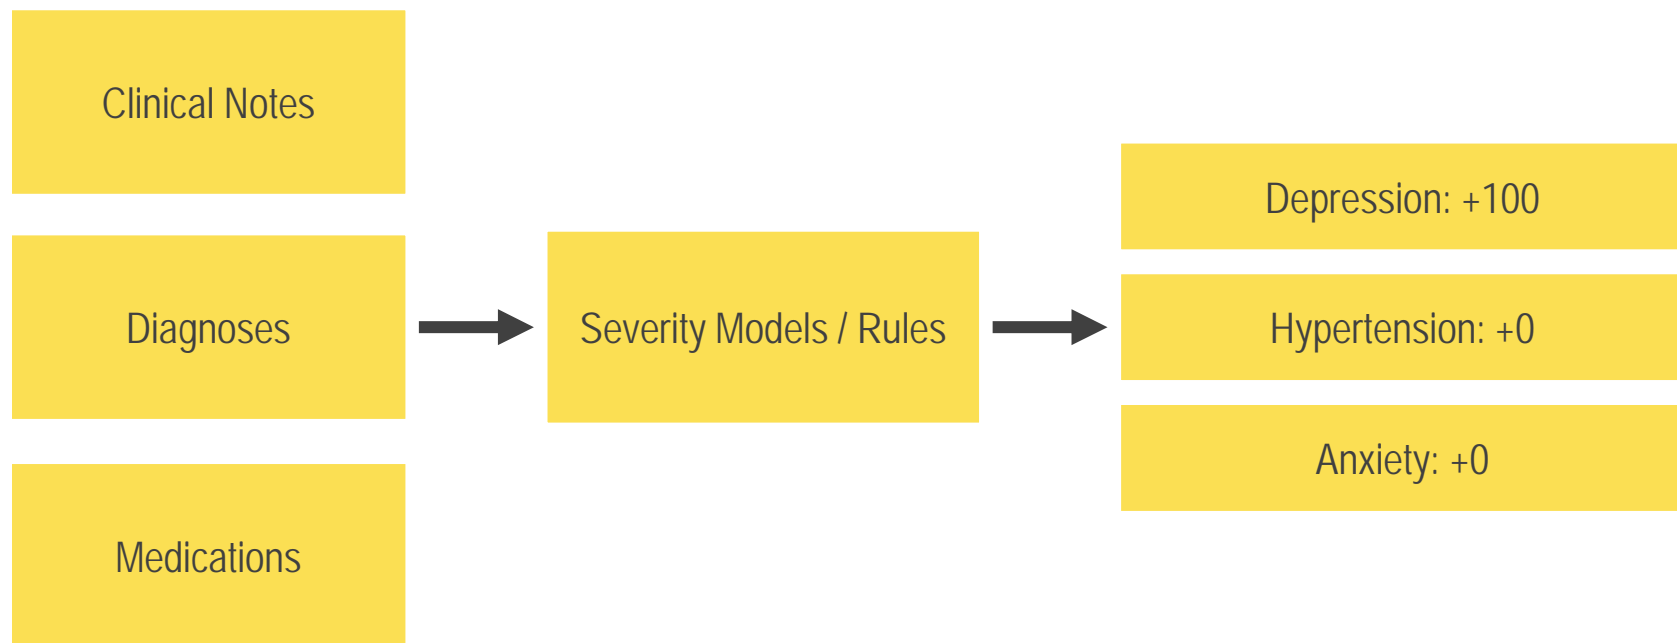 Clinical Notes
Diagnoses
Medications
Severity Models / Rules
Depression: +100
Hypertension: +0
Anxiety: +0